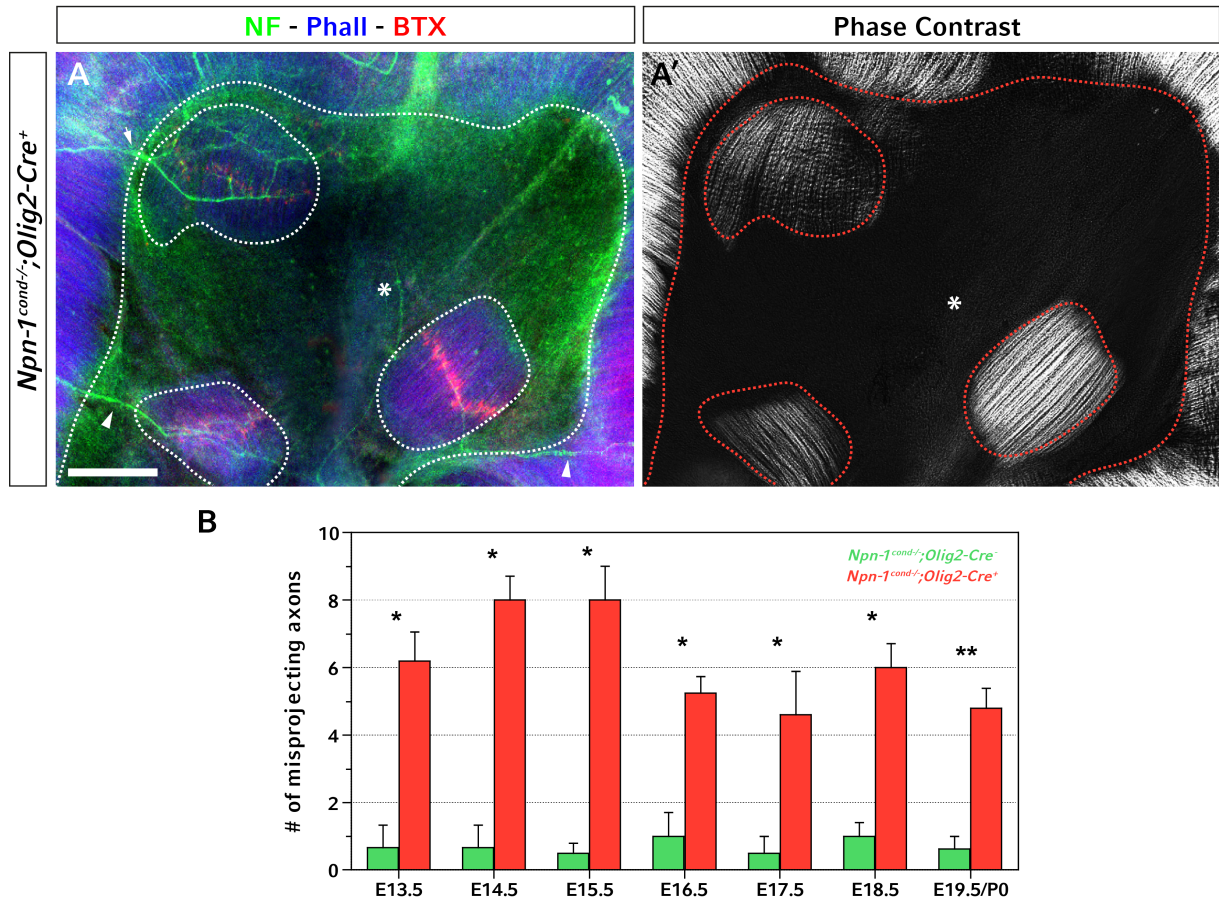 NF - Phall - BTX
Phase Contrast
Npn-1cond-/-;Olig2-Cre+
A
A′
*
*
B
# of misprojecting axons
10
8
6
4
2
0
Npn-1cond-/-;Olig2-Cre-
Npn-1cond-/-;Olig2-Cre+
*
*
*
*
*
*
**
E13.5
E14.5
E15.5
E16.5
E17.5
E18.5
E19.5/P0